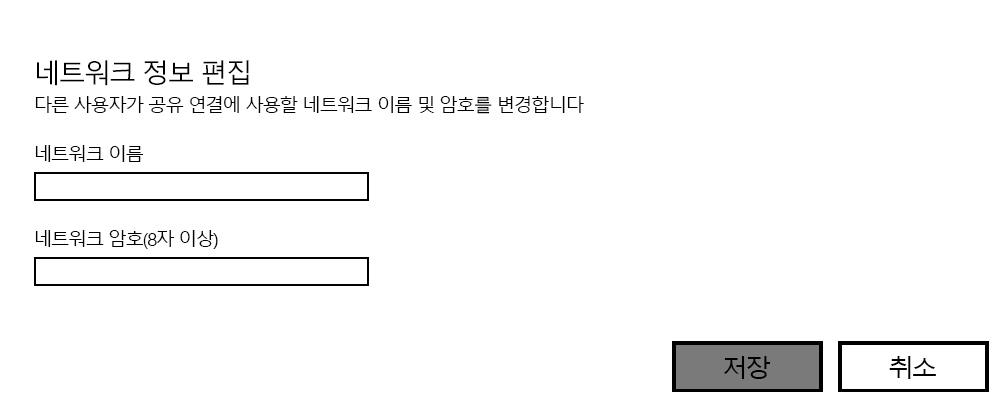 네트워크 정보 편집
다른 사용자가 공유 연결에 사용할 네트워크 이름 및 암호를 변경합니다
네트워크 이름
네트워크 암호(8자 이상)
저장
취소